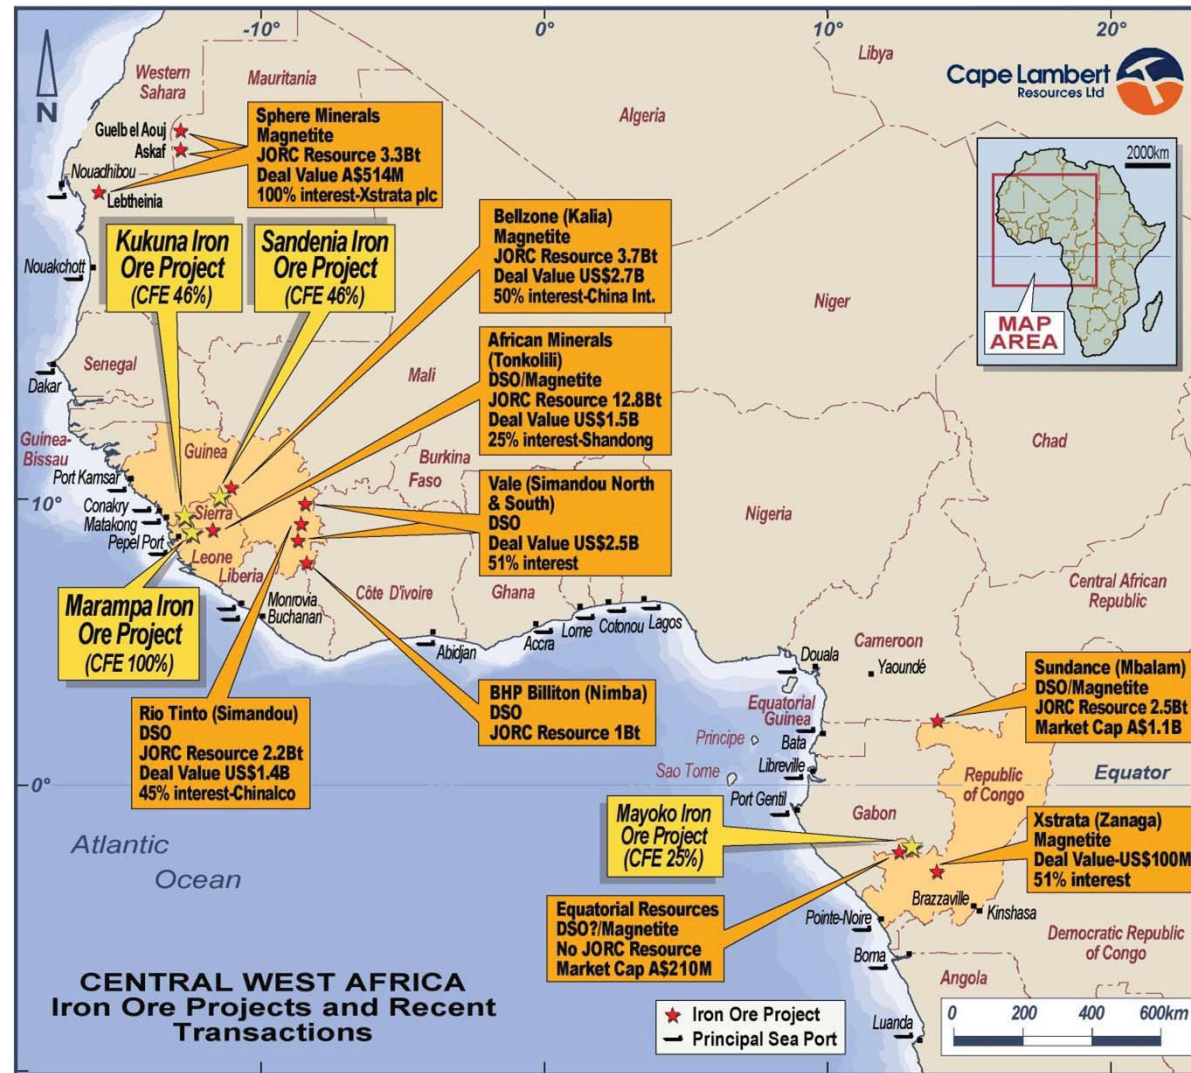 -10°
0°
10°
20°
Cape Lambert
Resources Ltd
Western
Sahara
Mauritania
Algeria
Libya
Guelb el Aouj
Askaf
Nouadhibou
Lebtheinia
Sphere Minerals
Magnetite
JORC Resource 3.3Bt
Deal Value A$514M
100% interest-Xstrata plc
2000km
MAP
AREA
N
Kukuna Iron
Ore Project
(CFE 46%)
Sandenia Iron
Ore Project
(CFE 46%)
Bellzone (Kalia)
Magnetite
JORC Resource 3.7Bt
Deal Value US$2.7B
50% interest-China Int.
Nouakchott
Niger
African Minerals
(Tonkolili)
DSO/Magnetite
JORC Resource 12.8Bt
Deal Value US$1.5B
25% interest-Shandong
Senegal
Dakar
Mali
Chad
Guinea-
Bissau
Guinea
Burkina
Faso
Port Kamsar
10°
Conakry
Matakong
Pepel Port
Sierra
Leone
Liberia
Vale (Simandou North
& South)
DSO
Deal Value US$2.5B
51% interest
Nigeria
Central African
Republic
Marampa Iron
Ore Project
(CFE 100%)
Monrovia
Buchanan
Côte D'ivoire
Ghana
Abidjan
Accra
Lome
Cotonou
Lagos
Cameroon
Douala
Yaoundé
Rio Tinto (Simandou)
DSO
JORC Resource 2.2Bt
Deal Value US$1.4B
45% interest-Chinalco
BHP Billiton (Nimba)
DSO
JORC Resource 1Bt
Equatorial
Guinea
Bata
Principe
Sao Tome
Libreville
Port Gentil
Sundance (Mbalam)
DSO/Magnetite
JORC Resource 2.5Bt
Market Cap A$1.1B
0°
Republic
of Congo
Equator
Gabon
Mayoko Iron
Ore Project
(CFE 25%)
Xstrata (Zanaga)
Magnetite
Deal Value-US$100M
51% interest
Atlantic
Ocean
Brazzaville
Kinshasa
Equatorial Resources
DSO?/Magnetite
No JORC Resource
Market Cap A$210M
Pointe-Noire
Boma
Democratic Republic
of Congo
Angola
Luanda
CENTRAL WEST AFRICA
Iron Ore Projects and Recent
Transactions
Iron Ore Project
Principal Sea Port
0 200 400 600km